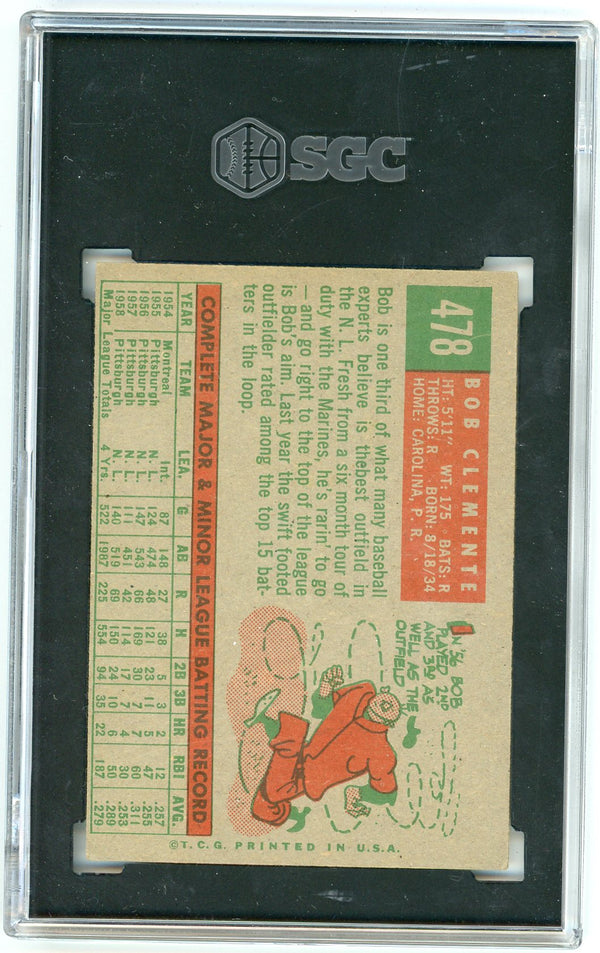 SGC
478
BOB CLEMENTE
HT: 5'11" WT: 175 BATS: R
THROWS: R BORN: 8/18/34
HOME: CAROLINA, P. R.
Bob is one third of what many baseball
experts believe is thebest outfield in
the N. L. Fresh from a six month tour of
duty with the Marines, he's rarin' to go
—and go right to the top of the league
is Bob's aim. Last year the swift footed
outfielder rated among the top 15 bat-
ters in the loop.
IN '56 BOB
PLAYED 2ND
AND 3RD AS
WELL AS THE
OUTFIELD
COMPLETE MAJOR & MINOR LEAGUE BATTING RECORD
YEAR TEAM LEA. G AB R H 2B 3B HR RBI AVG.
1954 Montreal Int. 87 148 27 38 5 3 2 12 .257
1955 Pittsburgh N. L. 124 474 48 121 23 11 5 47 .255
1956 Pittsburgh N. L. 147 543 66 169 30 7 7 60 .311
1957 Pittsburgh N. L. 111 451 42 114 17 7 4 30 .253
1958 Pittsburgh N. L. 140 519 69 150 24 10 6 50 .289
Major League Totals 4 Yrs. 522 1987 225 554 94 35 22 187 .279
©T.C.G. PRINTED IN U.S.A.